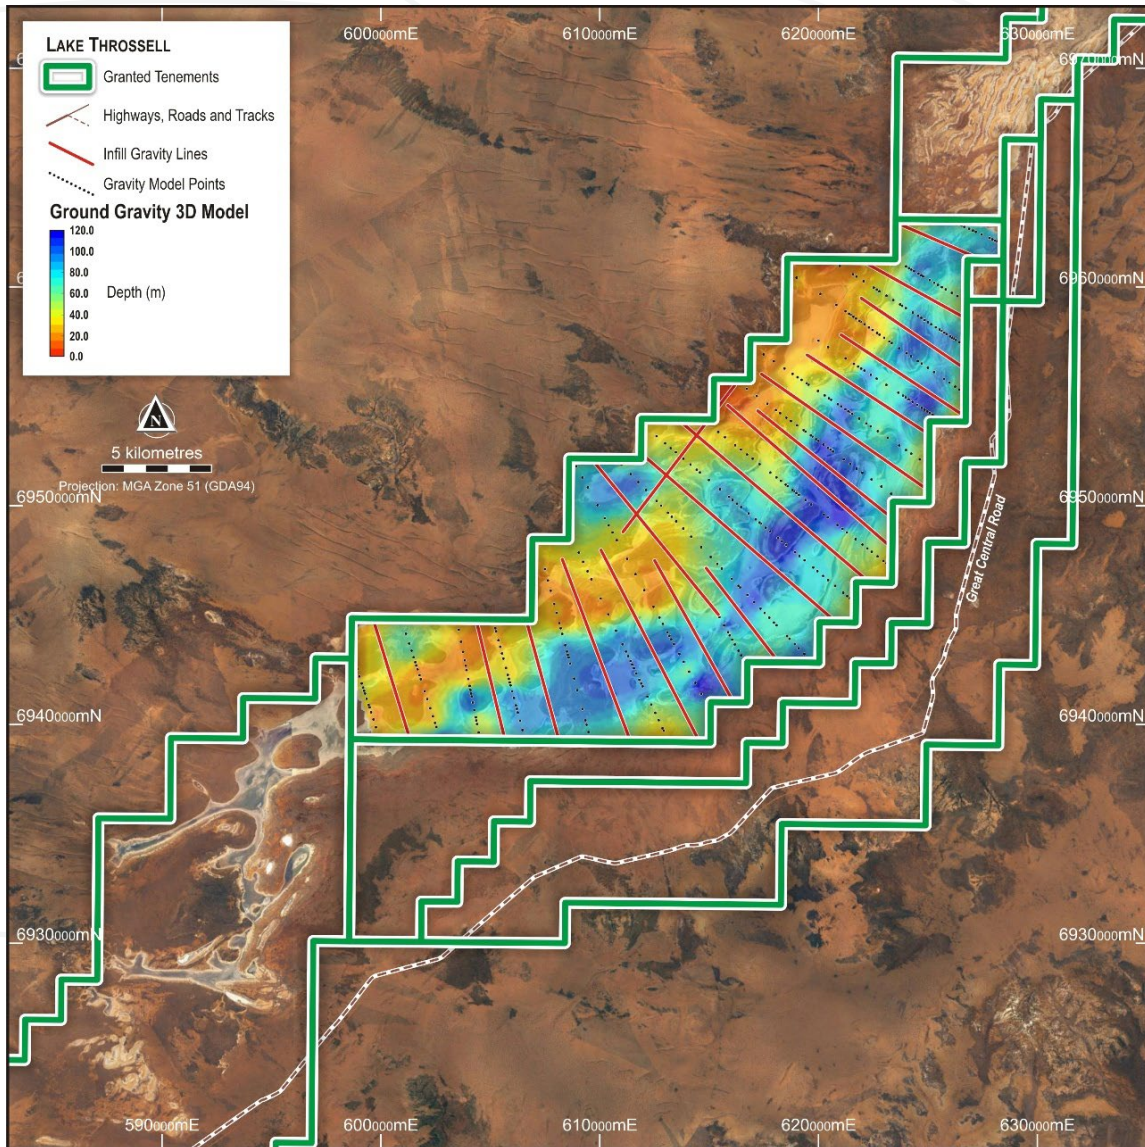 LAKE THROSSELL
Granted Tenements
Highways, Roads and Tracks
Infill Gravity Lines
Gravity Model Points
Ground Gravity 3D Model
120.0
100.0
80.0
60.0
40.0
20.0
0.0
Depth (m)
N
5 kilometres
Projection: MGA Zone 51 (GDA94)
600000mE
610000mE
620000mE
630000mE
6970000mN
6960000mN
6950000mN
6950000mN
Great Central Road
6940000mN
6940000mN
6930000mN
6930000mN
590000mE
600000mE
610000mE
620000mE
630000mE